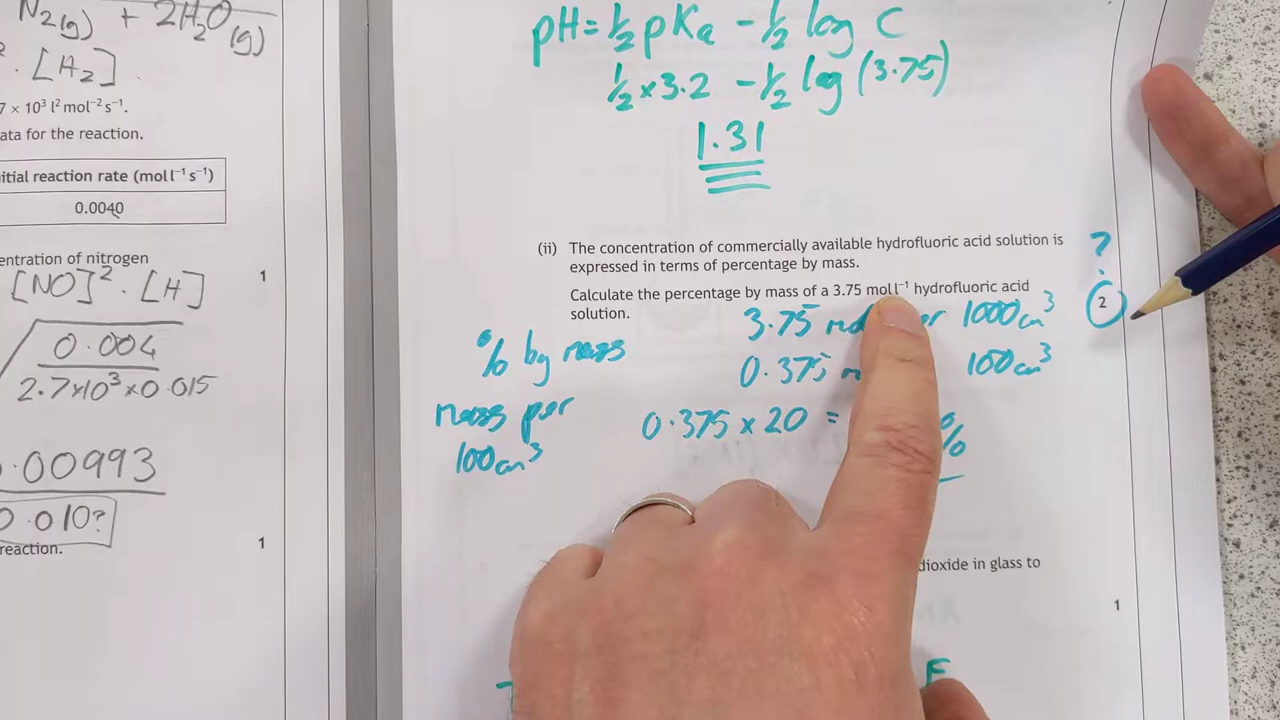 N2(g) + 2H2O(g)
. [H2].
7 × 10³ l² mol⁻² s⁻¹.
ata for the reaction.
itial reaction rate (mol l⁻¹ s⁻¹)
0.0040
entration of nitrogen
1
[NO]² · [H]
0.004
2.7×10³×0.015
0.00993
0.010?
reaction.
1
pH = ½ pKa - ½ log C
½ × 3.2 - ½ log (3.75)
1.31
(ii) The concentration of commercially available hydrofluoric acid solution is
expressed in terms of percentage by mass.
?
Calculate the percentage by mass of a 3.75 mol l⁻¹ hydrofluoric acid
solution.
2
3.75 1000cm³
% by mass
0.375 100cm³
mass per
100cm³
0.375 × 20 = %
dioxide in glass to
1
F